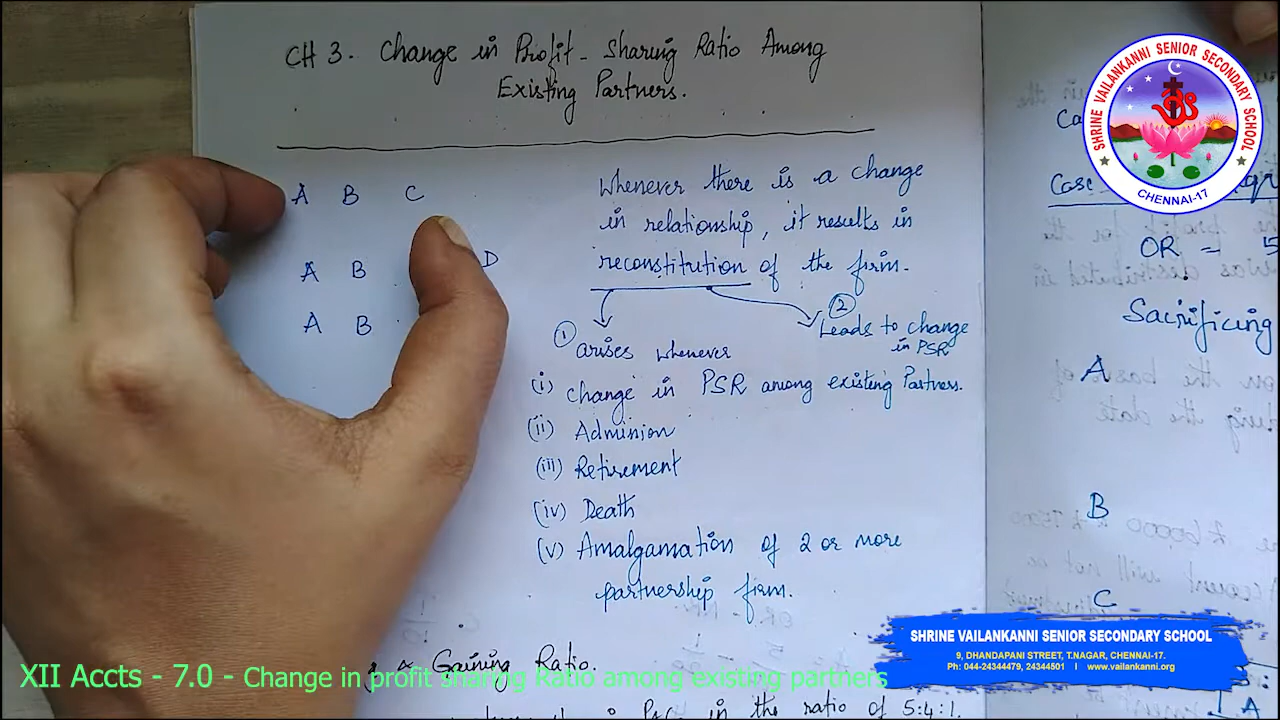 CH 3. Change in Profit - Sharing Ratio Among
Existing Partners.
A B C
A B D
A B
Whenever there is a change
in relationship, it results in
reconstitution of the firm.
① arises whenever
② Leads to change
in PSR
(i) change in PSR among existing Partners.
(ii) Admission
(iii) Retirement
(iv) Death
(v) Amalgamation of 2 or more
partnership firm.
& Gaining Ratio.
in the ratio of 5:4:1.
Case
OR = 5
Sacrificing
A
B
C
A
SHRINE VAILANKANNI SENIOR SECONDARY SCHOOL
CHENNAI-17
SHRINE VAILANKANNI SENIOR SECONDARY SCHOOL
9, DHANDAPANI STREET, T.NAGAR, CHENNAI-17.
Ph: 044-24344479, 24344501 I www.vailankanni.org
XII Accts - 7.0 - Change in profit sharing Ratio among existing partners